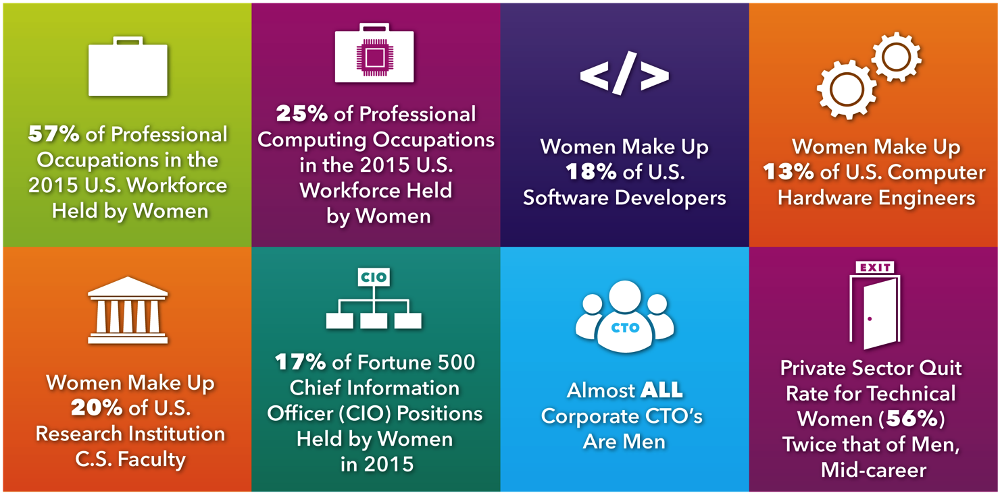 57% of Professional
Occupations in the
2015 U.S. Workforce
Held by Women
25% of Professional
Computing Occupations
in the 2015 U.S.
Workforce Held
by Women
</>
Women Make Up
18% of U.S.
Software Developers
Women Make Up
13% of U.S. Computer
Hardware Engineers
Women Make Up
20% of U.S.
Research Institution
C.S. Faculty
CIO
17% of Fortune 500
Chief Information
Officer (CIO) Positions
Held by Women
in 2015
CTO
Almost ALL
Corporate CTO’s
Are Men
EXIT
Private Sector Quit
Rate for Technical
Women (56%)
Twice that of Men,
Mid-career